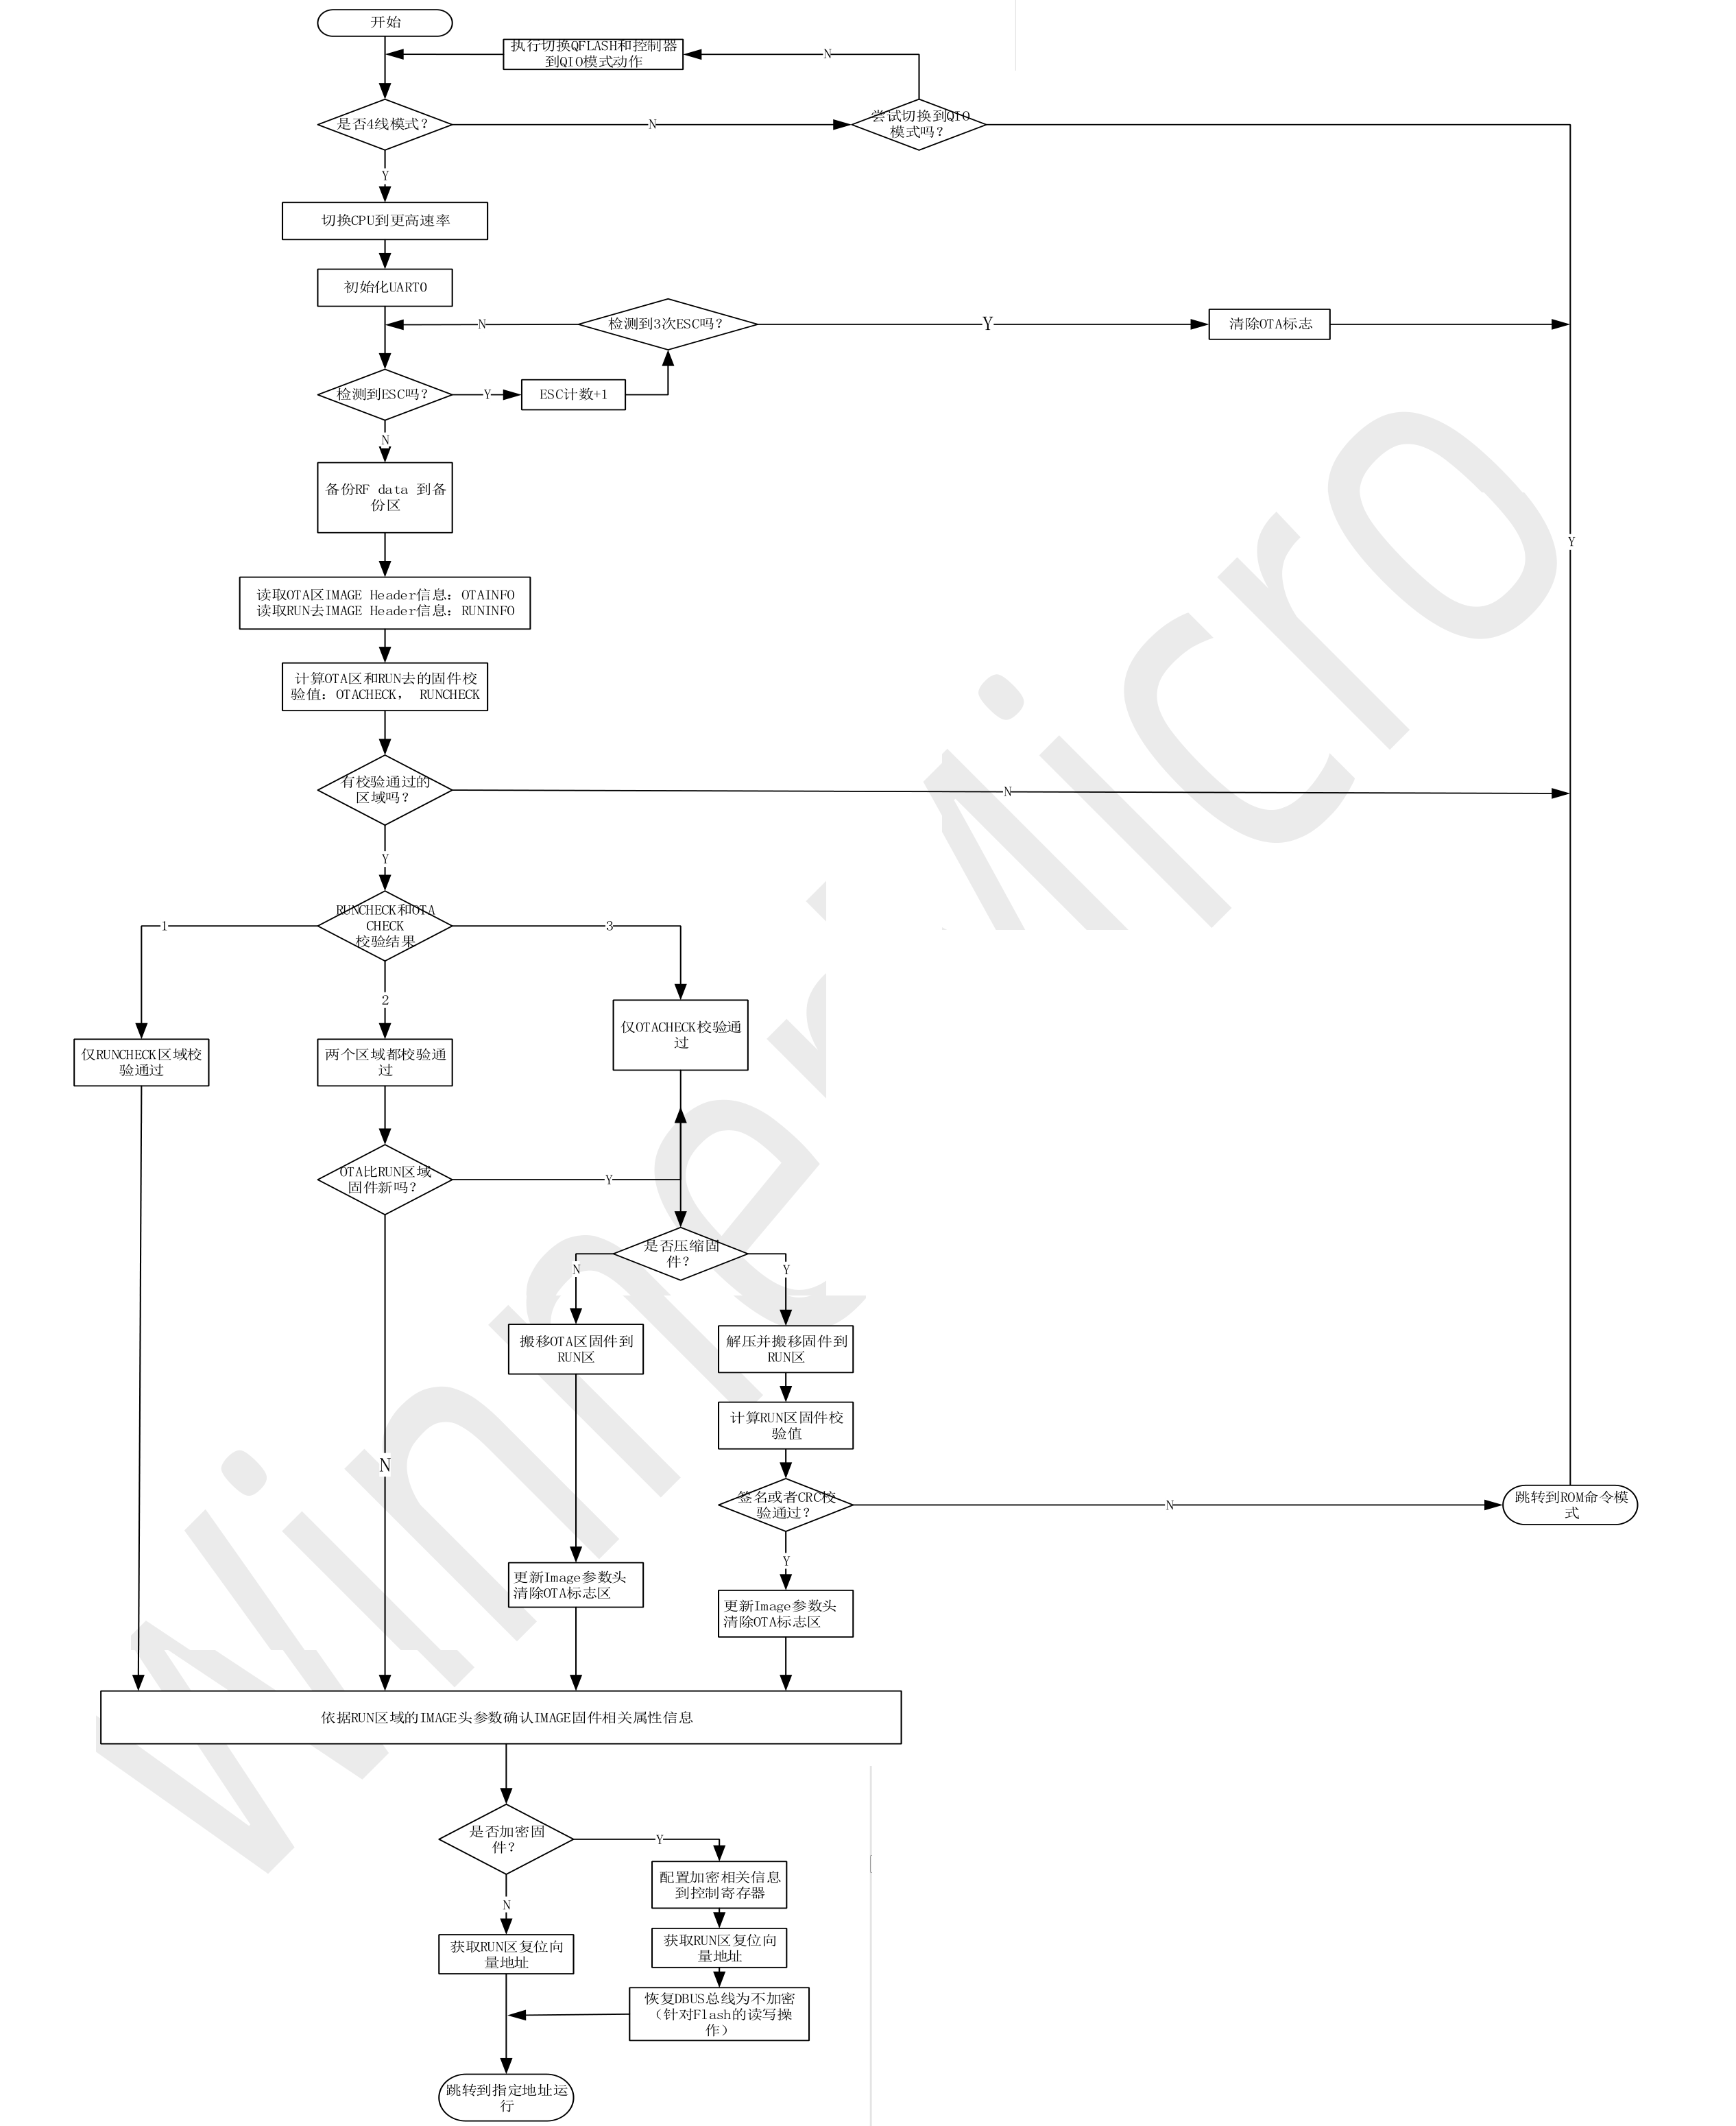 开始
执行切换QFLASH和控制器
到QIO模式动作
N
是否4线模式？
N
尝试切换到QIO
模式吗？
Y
切换CPU到更高速率
初始化UART0
N
检测到3次ESC吗？
Y
清除OTA标志
检测到ESC吗？
Y
ESC计数+1
N
备份RF data 到备
份区
Y
读取OTA区IMAGE Header信息：OTAINFO
读取RUN去IMAGE Header信息：RUNINFO
计算OTA区和RUN去的固件校
验值：OTACHECK， RUNCHECK
有校验通过的
区域吗？
N
Y
RUNCHECK和OTA
CHECK
校验结果
1
3
2
仅OTACHECK校验通
过
仅RUNCHECK区域校
验通过
两个区域都校验通
过
OTA比RUN区域
固件新吗？
Y
是否压缩固
件？
N
Y
搬移OTA区固件到
RUN区
解压并搬移固件到
RUN区
计算RUN区固件校
验值
N
签名或者CRC校
验通过？
N
跳转到ROM命令模
式
Y
更新Image参数头
清除OTA标志区
更新Image参数头
清除OTA标志区
依据RUN区域的IMAGE头参数确认IMAGE固件相关属性信息
是否加密固
件？
Y
配置加密相关信息
到控制寄存器
N
获取RUN区复位向
量地址
获取RUN区复位向
量地址
恢复DBUS总线为不加密
（针对Flash的读写操
作）
跳转到指定地址运
行
Winner Micro